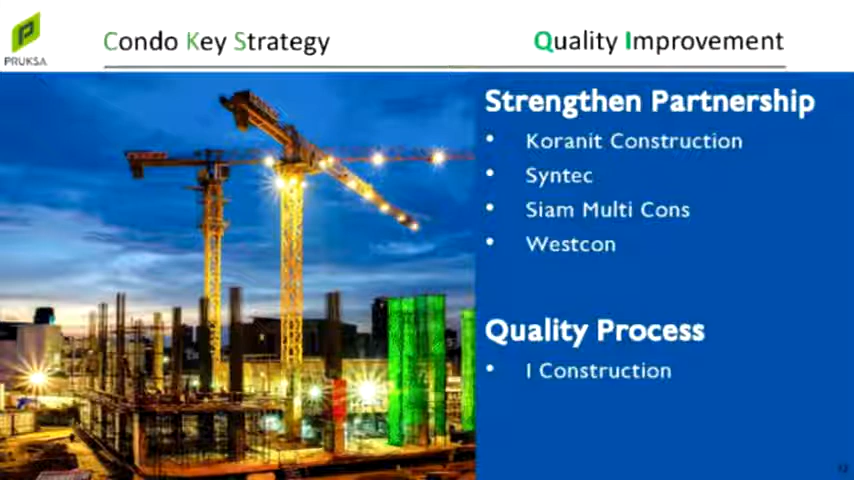 PRUKSA
Condo Key Strategy
Quality Improvement
Strengthen Partnership
• Koranit Construction
• Syntec
• Siam Multi Cons
• Westcon
Quality Process
• I Construction